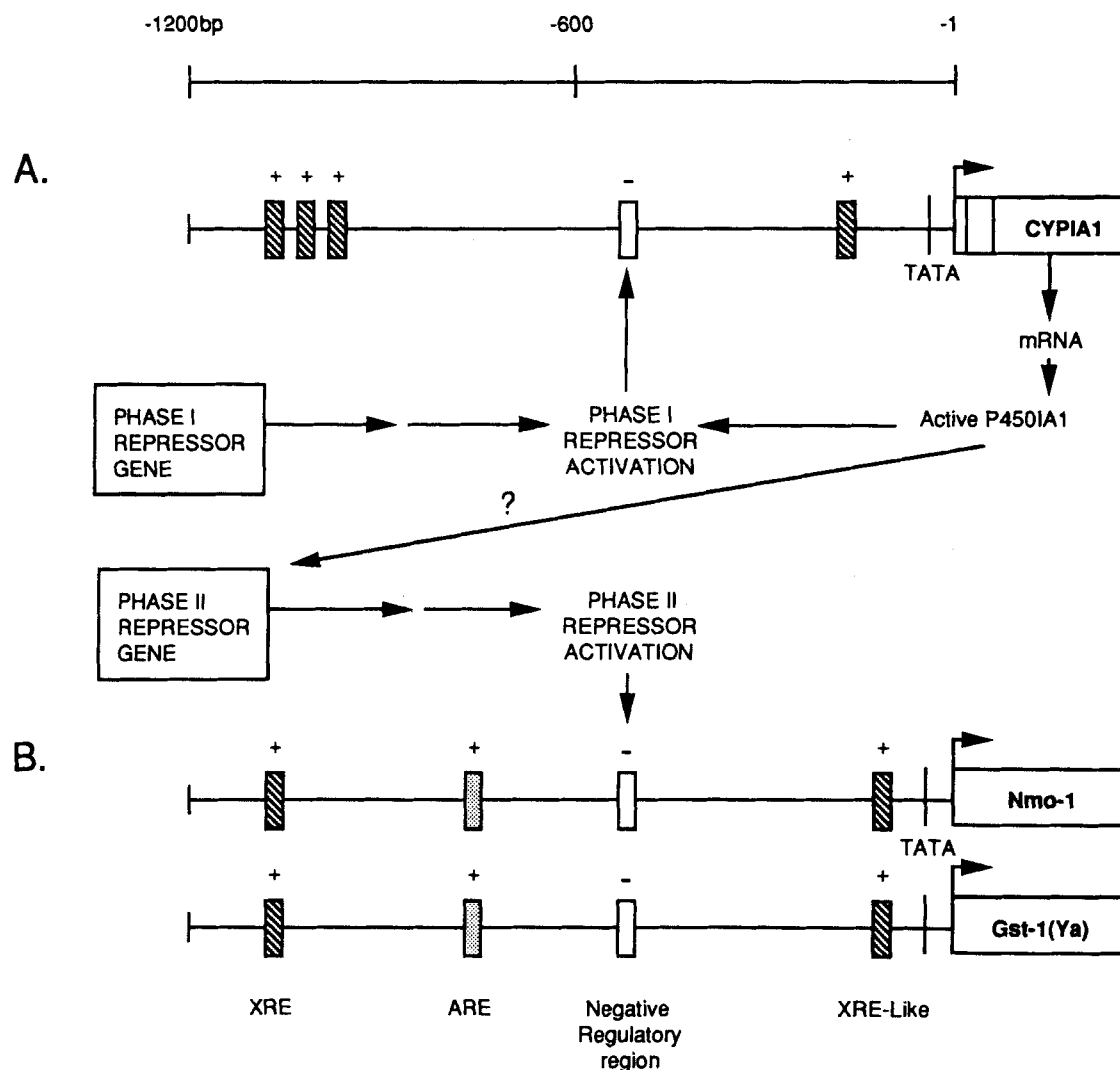 -1200bp -600 -1
A.
+ + + - +
CYPIA1
TATA
mRNA
PHASE I
REPRESSOR
GENE
PHASE I
REPRESSOR
ACTIVATION
Active P450IA1
?
PHASE II
REPRESSOR
GENE
PHASE II
REPRESSOR
ACTIVATION
B.
+ + - +
Nmo-1
TATA
+ + - +
Gst-1(Ya)
XRE
ARE
Negative
Regulatory
region
XRE-Like